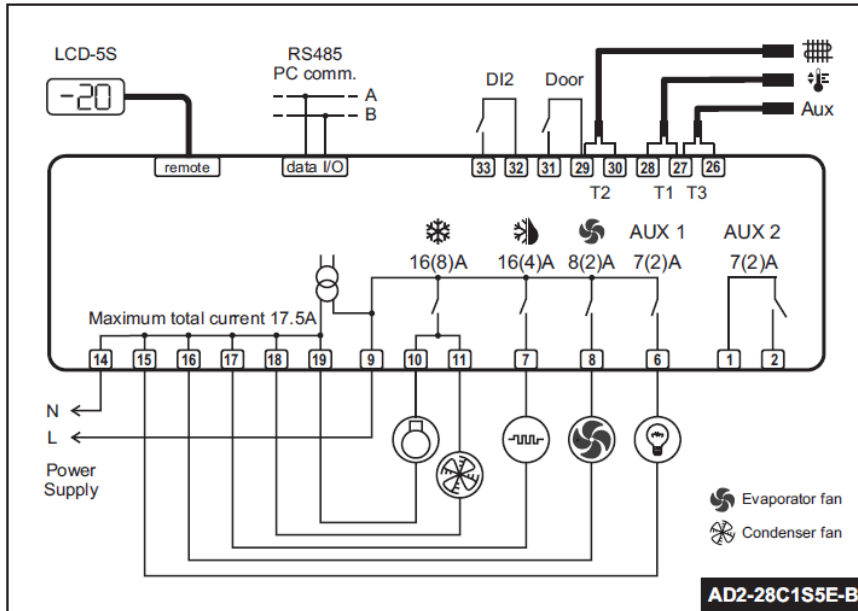 LCD-5S
-20
RS485
PC comm.
A
B
DI2
Door
Aux
remote
data I/O
33
32
31
29
30
28
27
26
T2
T1
T3
AUX 1
AUX 2
16(8)A
16(4)A
8(2)A
7(2)A
7(2)A
Maximum total current 17.5A
14
15
16
17
18
19
9
10
11
7
8
6
1
2
N
L
Power
Supply
Evaporator fan
Condenser fan
AD2-28C1S5E-B